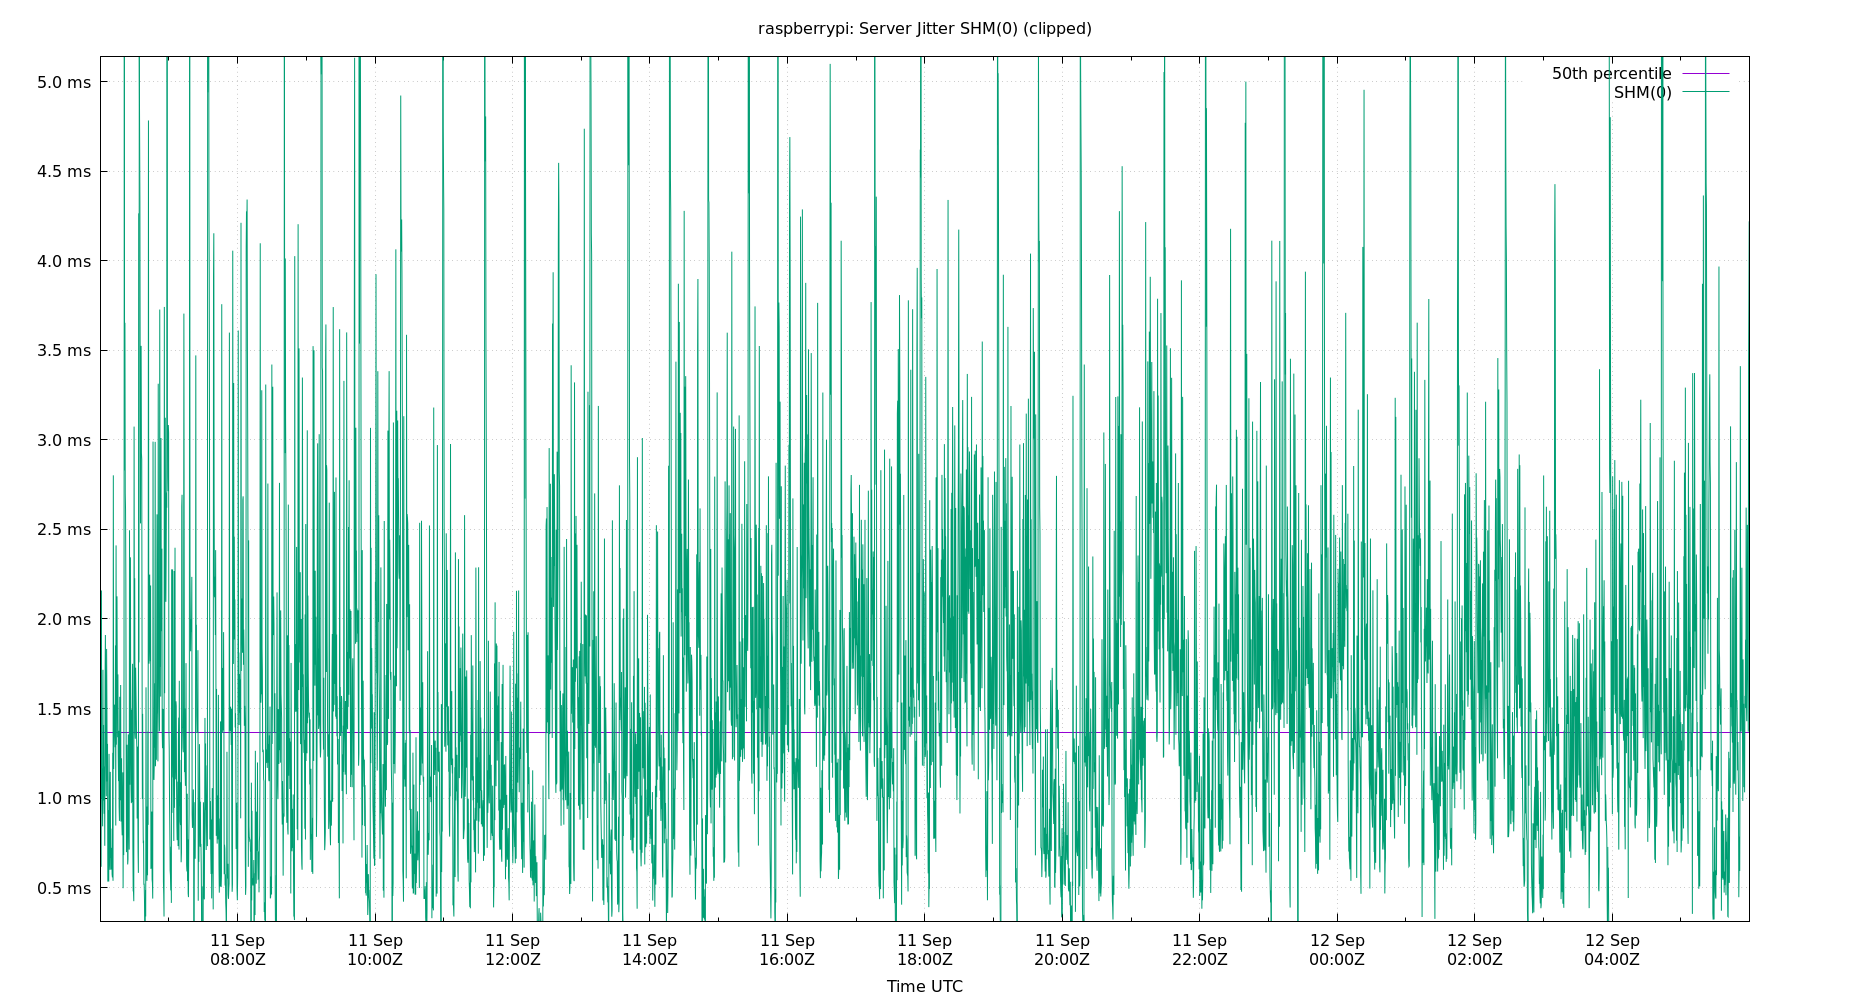 raspberrypi: Server Jitter SHM(0) (clipped)
5.0 ms
4.5 ms
4.0 ms
3.5 ms
3.0 ms
2.5 ms
2.0 ms
1.5 ms
1.0 ms
0.5 ms
50th percentile
SHM(0)
11 Sep 11 Sep 11 Sep 11 Sep 11 Sep 11 Sep 11 Sep 11 Sep 12 Sep 12 Sep 12 Sep
08:00Z 10:00Z 12:00Z 14:00Z 16:00Z 18:00Z 20:00Z 22:00Z 00:00Z 02:00Z 04:00Z
Time UTC